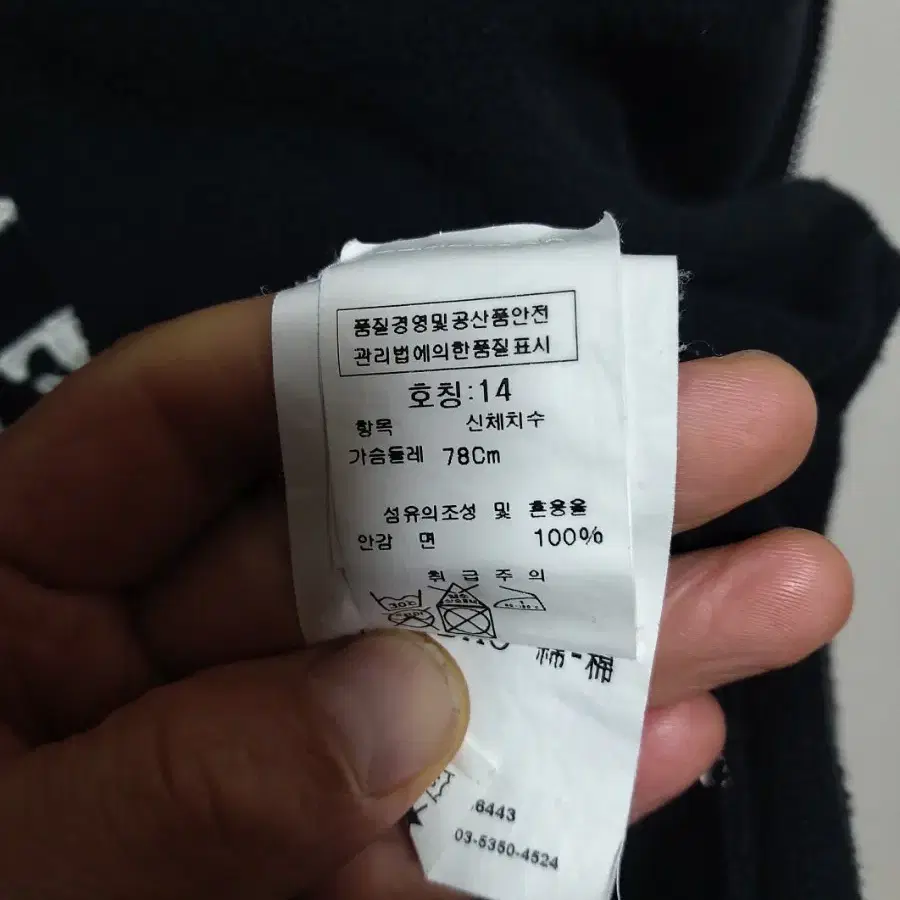 품질경영및공산품안전
관리법에의한품질표시
호칭:14
항목 신체치수
가슴둘레 78Cm
섬유의조성 및 혼용율
안감 면 100%
취급주의
綿-棉
6443
03-5350-4524